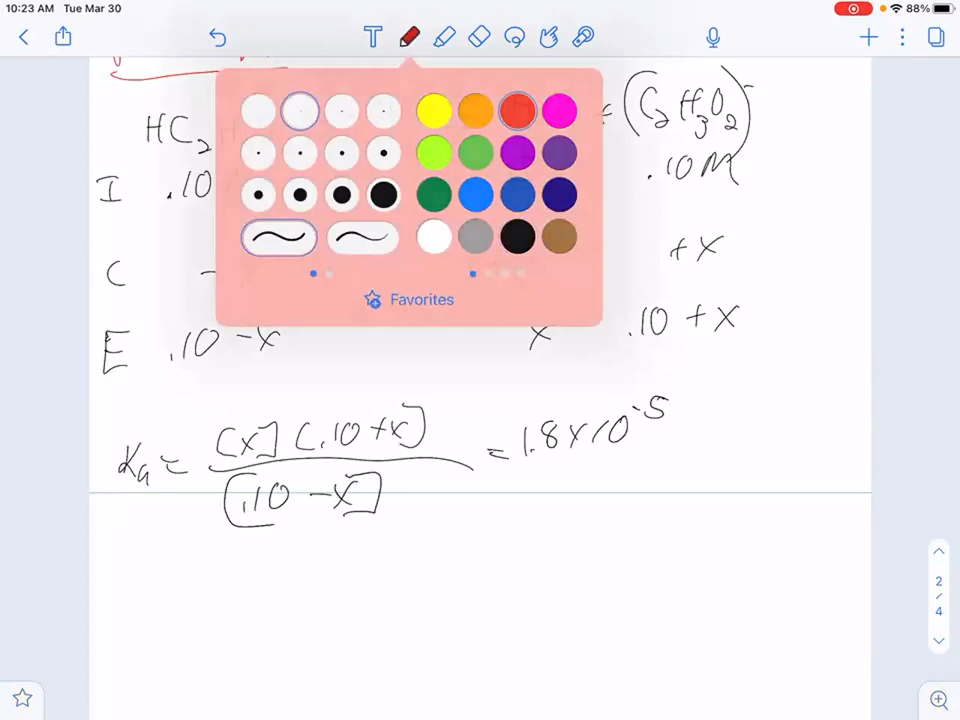 10:23 AM Tue Mar 30 88%
HC₂ (C₂H₃O₂)⁻
I .10 .10 M
C - +x
Favorites
E .10 -x x .10 +x
Ka = [x] [.10 +x] / [.10 -x] = 1.8 x 10⁻⁵
2
/
4